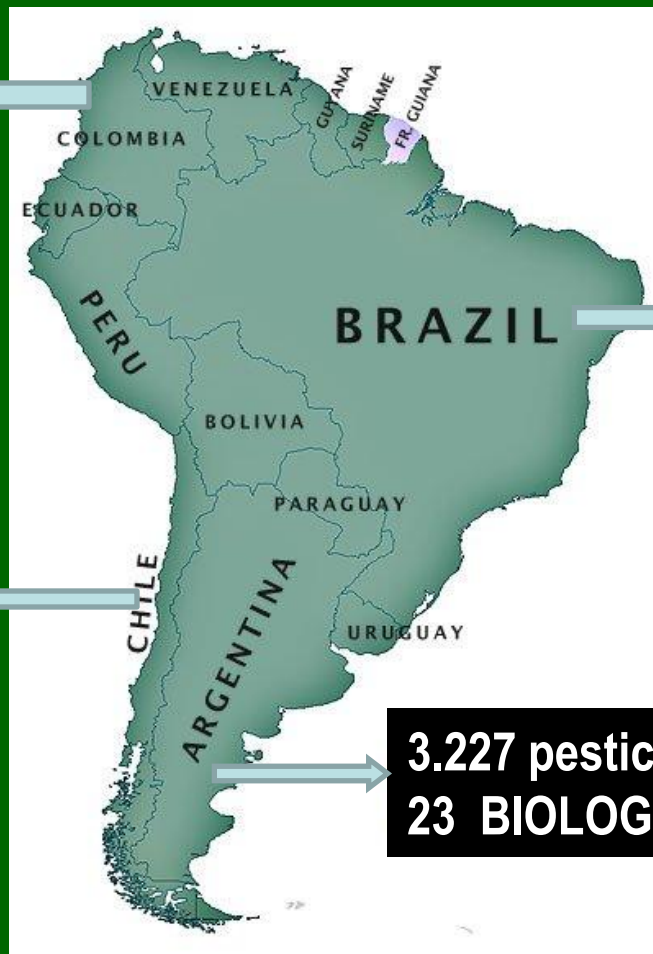 VENEZUELA
GUYANA
SURINAME
FR. GUIANA
COLOMBIA
ECUADOR
PERU
BRAZIL
BOLIVIA
PARAGUAY
CHILE
ARGENTINA
URUGUAY
3.227 pestic
23 BIOLOG